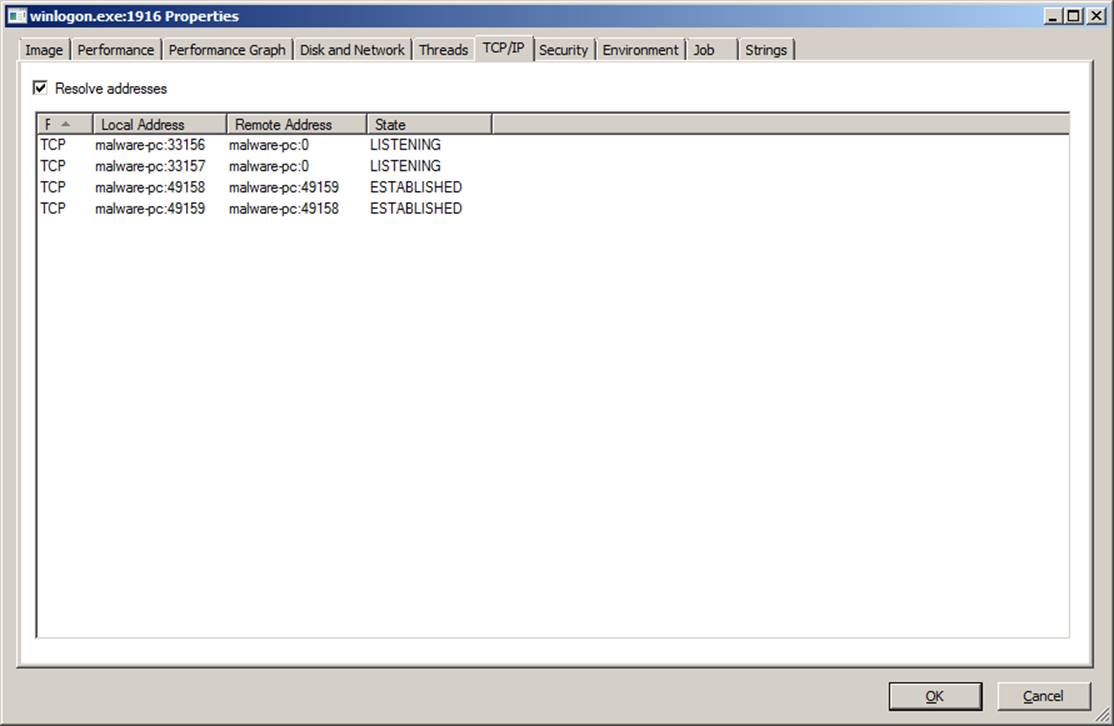 winlogon.exe:1916 Properties
Image Performance Performance Graph Disk and Network Threads TCP/IP Security Environment Job Strings
Resolve addresses
F Local Address Remote Address State
TCP malware-pc:33156 malware-pc:0 LISTENING
TCP malware-pc:33157 malware-pc:0 LISTENING
TCP malware-pc:49158 malware-pc:49159 ESTABLISHED
TCP malware-pc:49159 malware-pc:49158 ESTABLISHED
OK Cancel